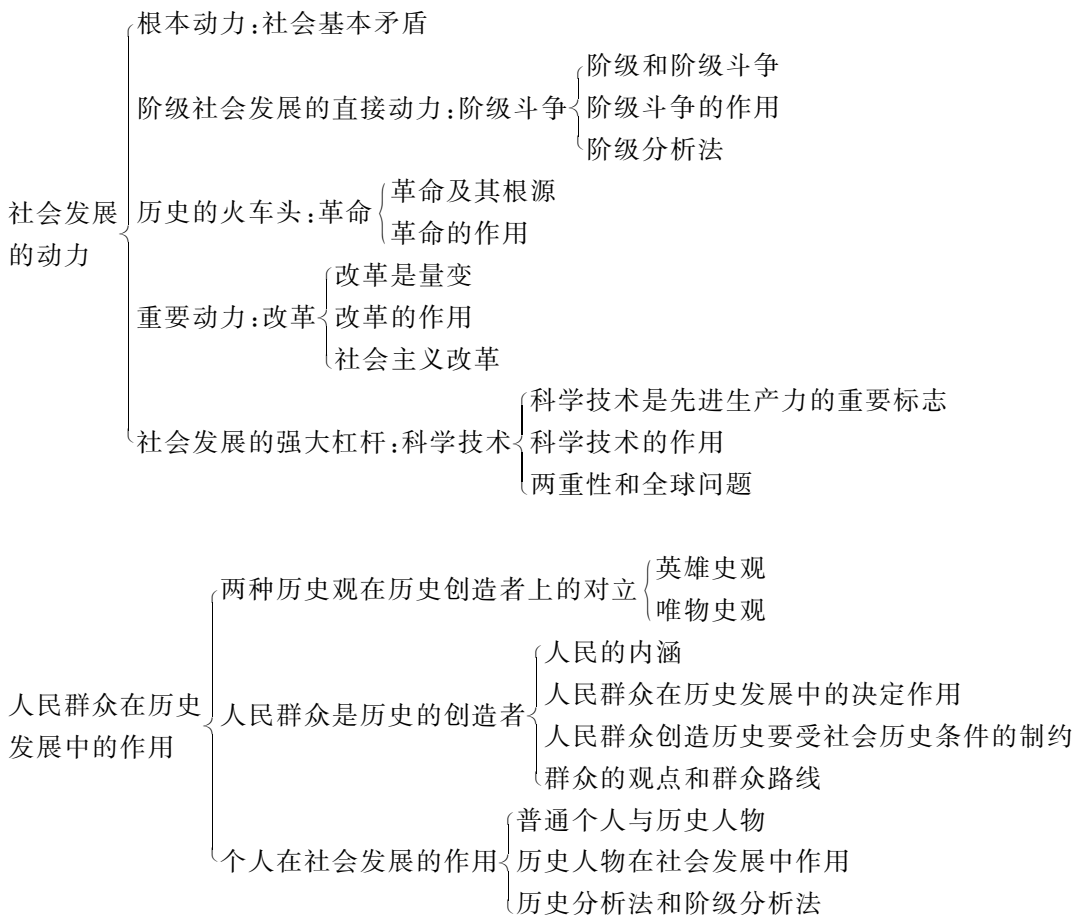 根本动力:社会基本矛盾
阶级社会发展的直接动力:阶级斗争
阶级和阶级斗争
阶级斗争的作用
阶级分析法
社会发展
的动力
历史的火车头:革命
革命及其根源
革命的作用
重要动力:改革
改革是量变
改革的作用
社会主义改革
社会发展的强大杠杆:科学技术
科学技术是先进生产力的重要标志
科学技术的作用
两重性和全球问题
人民群众在历史
发展中的作用
两种历史观在历史创造者上的对立
英雄史观
唯物史观
人民群众是历史的创造者
人民的内涵
人民群众在历史发展中的决定作用
人民群众创造历史要受社会历史条件的制约
群众的观点和群众路线
个人在社会发展的作用
普通个人与历史人物
历史人物在社会发展中作用
历史分析法和阶级分析法